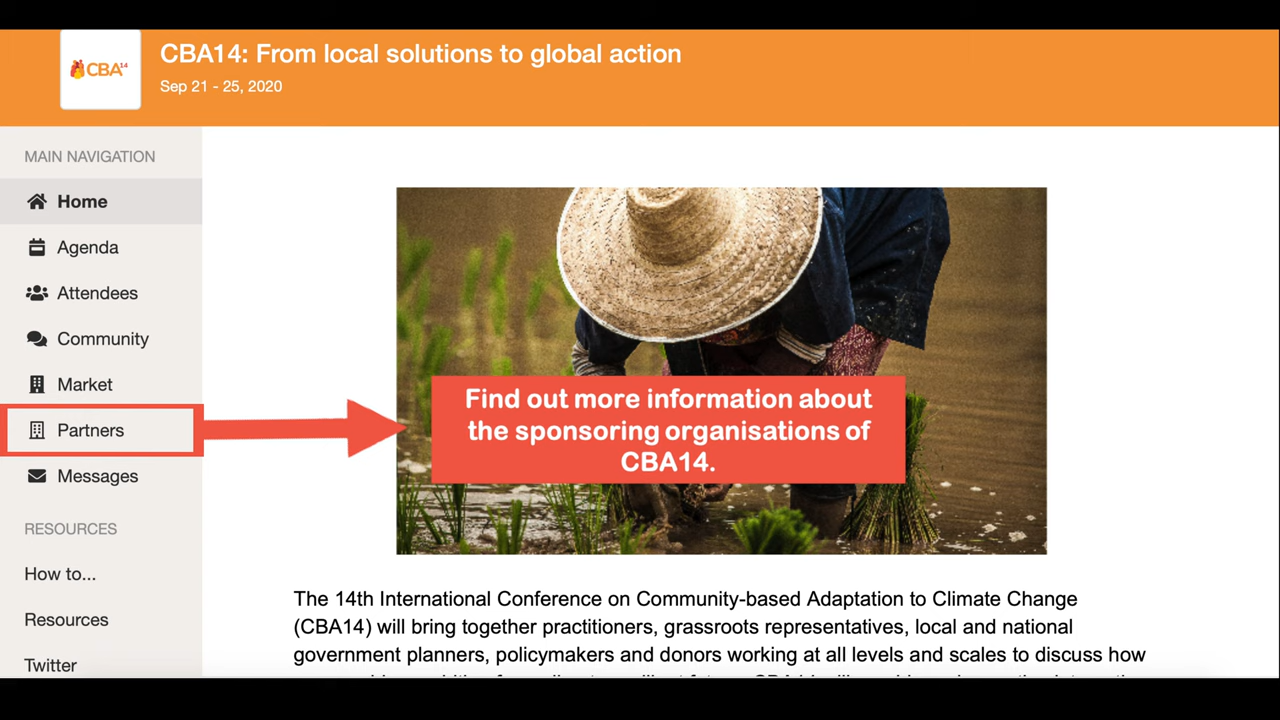 CBA14
CBA14: From local solutions to global action
Sep 21 - 25, 2020
MAIN NAVIGATION
Home
Agenda
Attendees
Community
Market
Partners
Messages
RESOURCES
How to...
Resources
Twitter
Find out more information about
the sponsoring organisations of
CBA14.
The 14th International Conference on Community-based Adaptation to Climate Change
(CBA14) will bring together practitioners, grassroots representatives, local and national
government planners, policymakers and donors working at all levels and scales to discuss how